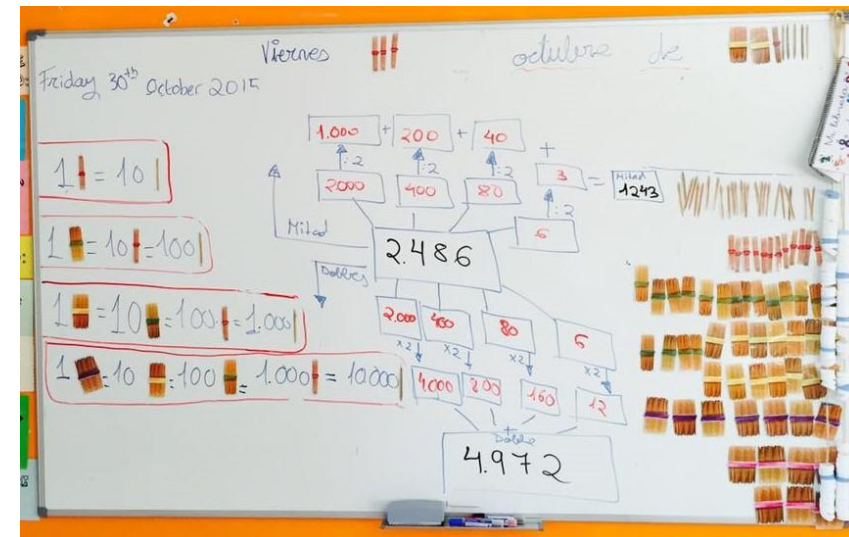 Viernes
octubre de
Friday 30th October 2015
1.000 + 200 + 40 +
:2 :2 :2
2000 400 80 3 = Mitad 1243
:2
6
1 = 10
Mitad
2.486
1 = 10 = 100
Dobles
1 = 10 = 100 = 1.000
2.000 400 80 6
x2 x2 x2 x2
1 = 10 = 100 = 1.000 = 10.000
4000 800 160 12
+
Doble
4.972